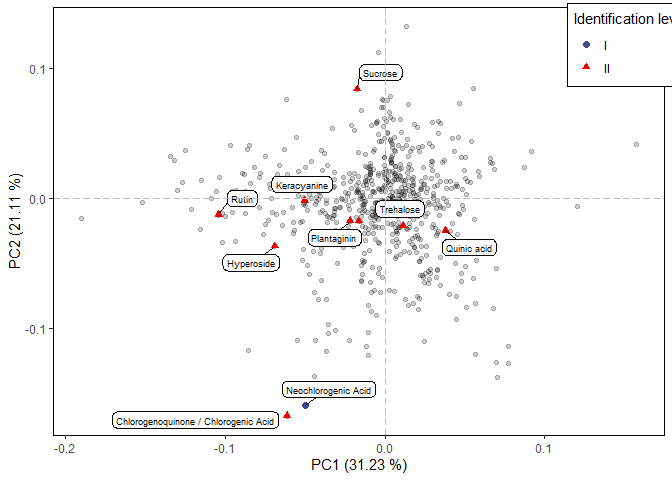 Identification lev
I
II
0.1
0.0
-0.1
PC2 (21.11 %)
Sucrose
Keracyanine
Rutin
Trehalose
Plantaginin
Quinic acid
Hyperoside
Neochlorogenic Acid
Chlorogenoquinone / Chlorogenic Acid
-0.2
-0.1
0.0
0.1
PC1 (31.23 %)